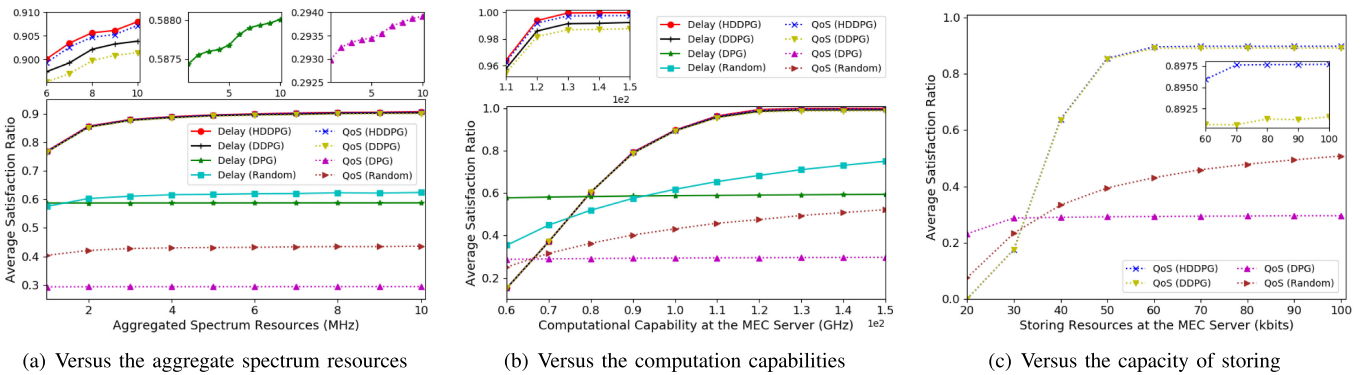 0.910
0.905
0.900
6 7 8 9 10
0.5880
0.5875
5 10
0.2940
0.2935
0.2930
0.2925
5 10
Average Satisfaction Ratio
0.9
0.8
0.7
0.6
0.5
0.4
0.3
Delay (HDDPG)
Delay (DDPG)
Delay (DPG)
Delay (Random)
QoS (HDDPG)
QoS (DDPG)
QoS (DPG)
QoS (Random)
2 4 6 8 10
Aggregated Spectrum Resources (MHz)
(a) Versus the aggregate spectrum resources
1.00
0.98
0.96
1.1 1.2 1.3 1.4 1.5
1e2
Delay (HDDPG)
Delay (DDPG)
Delay (DPG)
Delay (Random)
QoS (HDDPG)
QoS (DDPG)
QoS (DPG)
QoS (Random)
Average Satisfaction Ratio
1.0
0.8
0.6
0.4
0.2
0.6 0.7 0.8 0.9 1.0 1.1 1.2 1.3 1.4 1.5
Computational Capability at the MEC Server (GHz)
1e2
(b) Versus the computation capabilities
Average Satisfaction Ratio
1.0
0.8
0.6
0.4
0.2
0.0
0.8975
0.8950
0.8925
60 70 80 90 100
QoS (HDDPG)
QoS (DDPG)
QoS (DPG)
QoS (Random)
20 30 40 50 60 70 80 90 100
Storing Resources at the MEC Server (kbits)
(c) Versus the capacity of storing